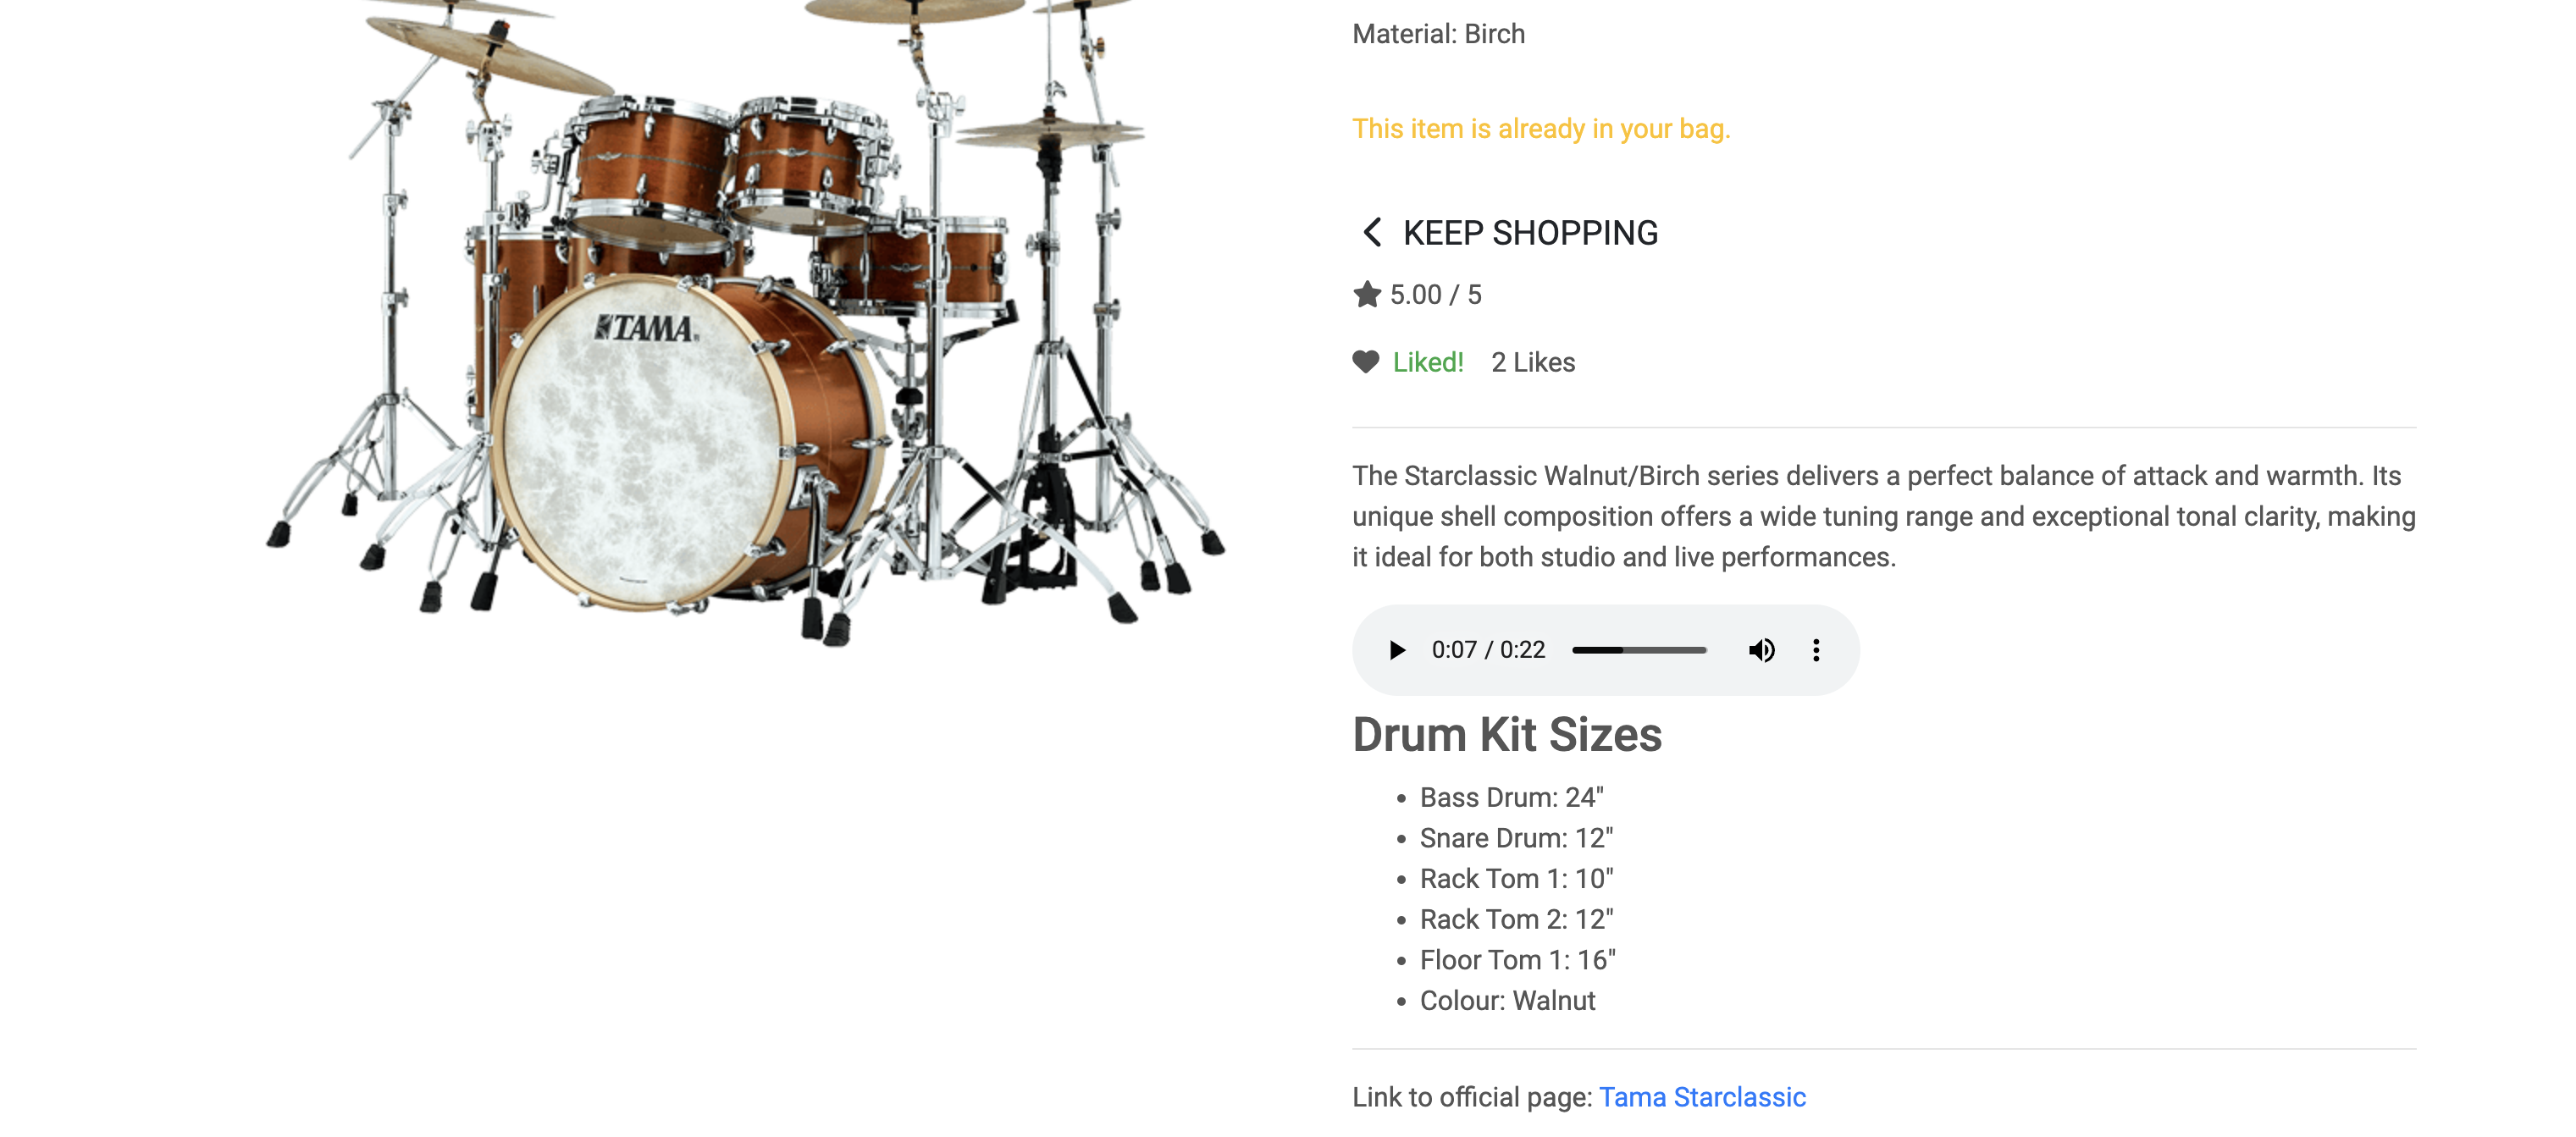 Material: Birch
This item is already in your bag.
KEEP SHOPPING
5.00 / 5
Liked! 2 Likes
TAMA
The Starclassic Walnut/Birch series delivers a perfect balance of attack and warmth. Its
unique shell composition offers a wide tuning range and exceptional tonal clarity, making
it ideal for both studio and live performances.
0:07 / 0:22
Drum Kit Sizes
• Bass Drum: 24"
• Snare Drum: 12"
• Rack Tom 1: 10"
• Rack Tom 2: 12"
• Floor Tom 1: 16"
• Colour: Walnut
Link to official page: Tama Starclassic